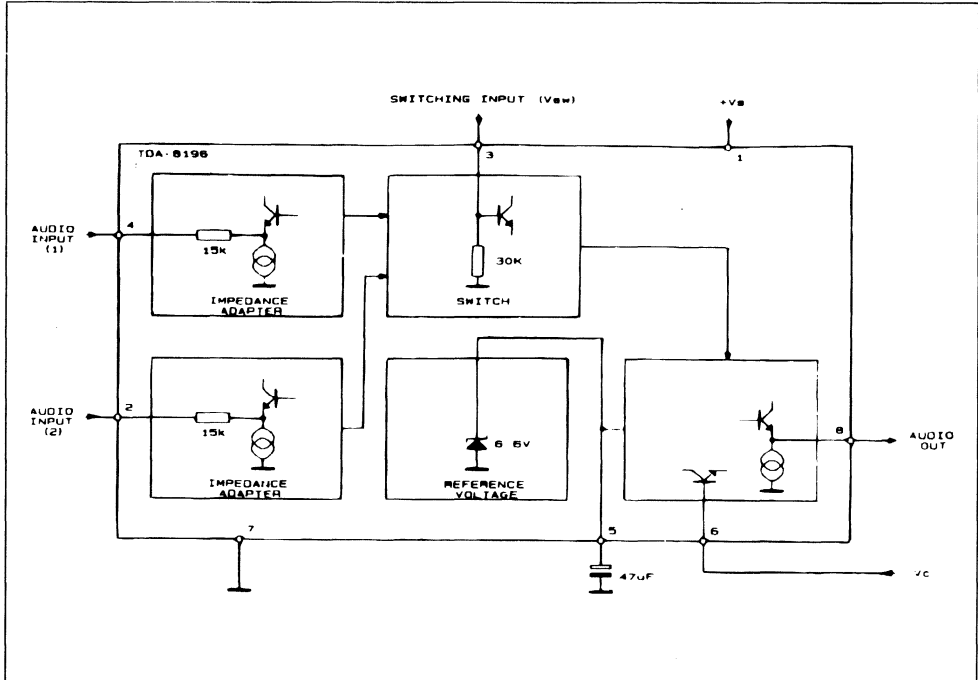 SWITCHING INPUT (Vsw)
+Vs
TDA-8196
3
1
AUDIO
INPUT
(1)
4
15k
30K
IMPEDANCE
ADAPTER
SWITCH
AUDIO
INPUT
(2)
2
15k
6 6V
8
AUDIO
OUT
IMPEDANCE
ADAPTER
REFERENCE
VOLTAGE
7
5
6
47uF
Vc